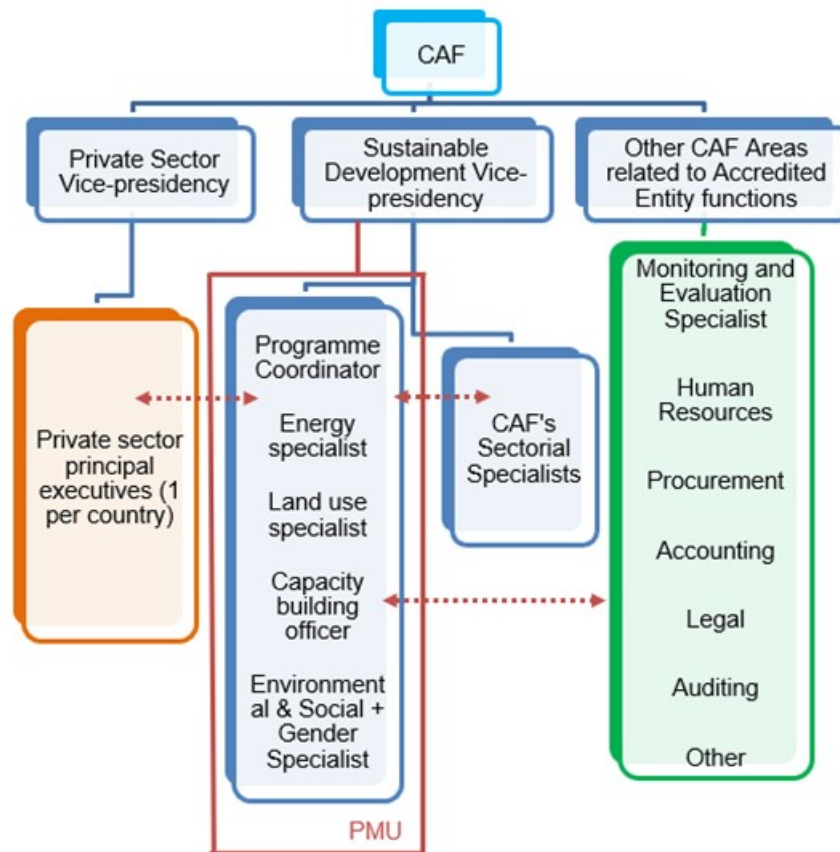 CAF
Private Sector
Vice-presidency
Sustainable
Development Vice-
presidency
Other CAF Areas
related to Accredited
Entity functions
Private sector
principal
executives (1
per country)
Programme
Coordinator
Energy
specialist
Land use
specialist
Capacity
building
officer
Environment
al & Social +
Gender
Specialist
PMU
CAF's
Sectorial
Specialists
Monitoring and
Evaluation
Specialist
Human
Resources
Procurement
Accounting
Legal
Auditing
Other